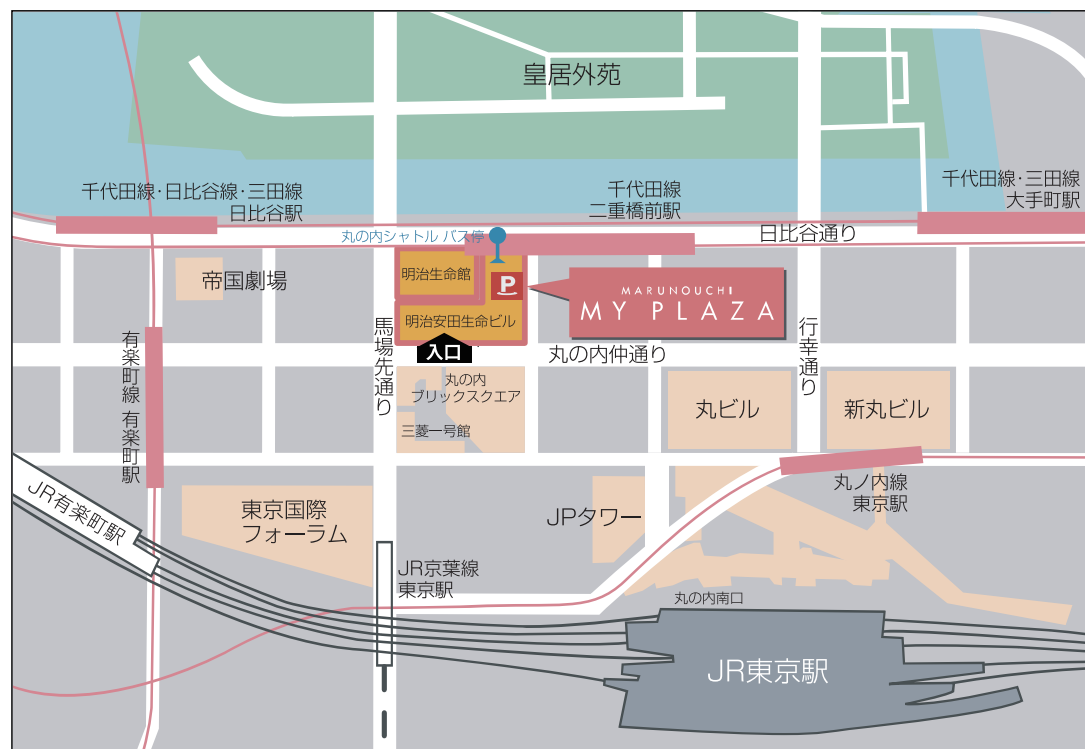 皇居外苑
千代田線・日比谷線・三田線
日比谷駅
千代田線
二重橋前駅
千代田線・三田線
大手町駅
丸の内シャトル バス停
日比谷通り
帝国劇場
明治生命館
P
MARUNOUCHI
MY PLAZA
明治安田生命ビル
入口
馬場先通り
丸の内仲通り
行幸通り
有楽町線 有楽町駅
丸の内
ブリックスクエア
三菱一号館
丸ビル
新丸ビル
JR有楽町駅
東京国際
フォーラム
JPタワー
丸ノ内線
東京駅
JR京葉線
東京駅
丸の内南口
JR東京駅